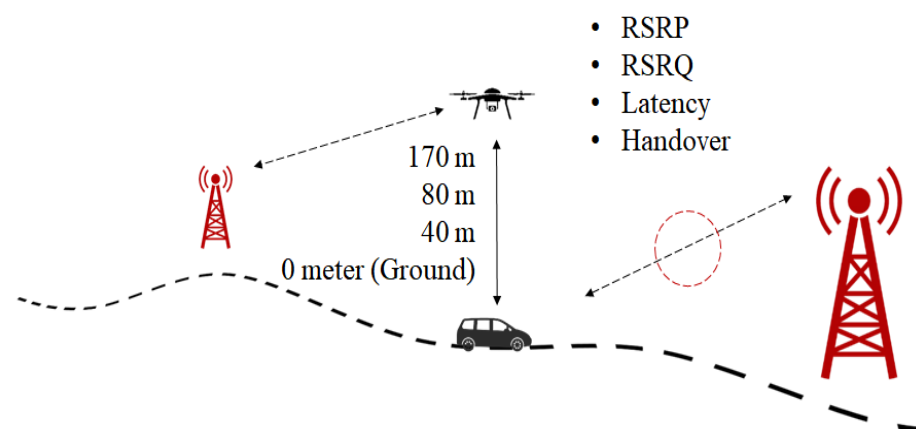 • RSRP
• RSRQ
• Latency
• Handover
170 m
80 m
40 m
0 meter (Ground)